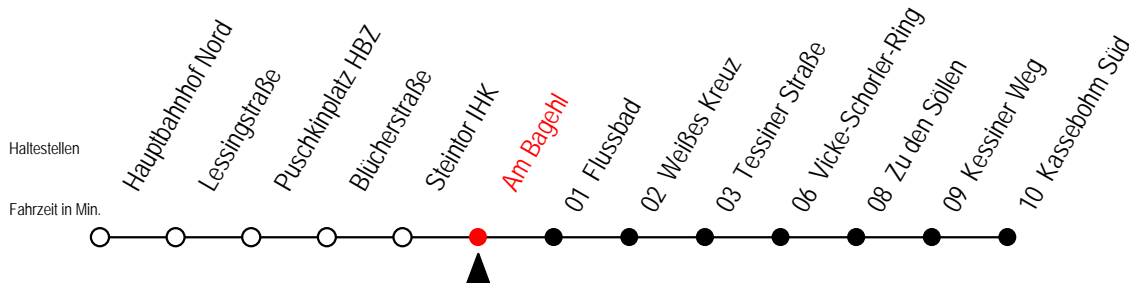 Haltestellen
Fahrzeit in Min.
Hauptbahnhof Nord
Lessingstraße
Puschkinplatz HBZ
Blücherstraße
Steintor IHK
Am Bagehl
01 Flussbad
02 Weißes Kreuz
03 Tessiner Straße
06 Vicke-Schorler-Ring
08 Zu den Söllen
09 Kessiner Weg
10 Kassebohm Süd